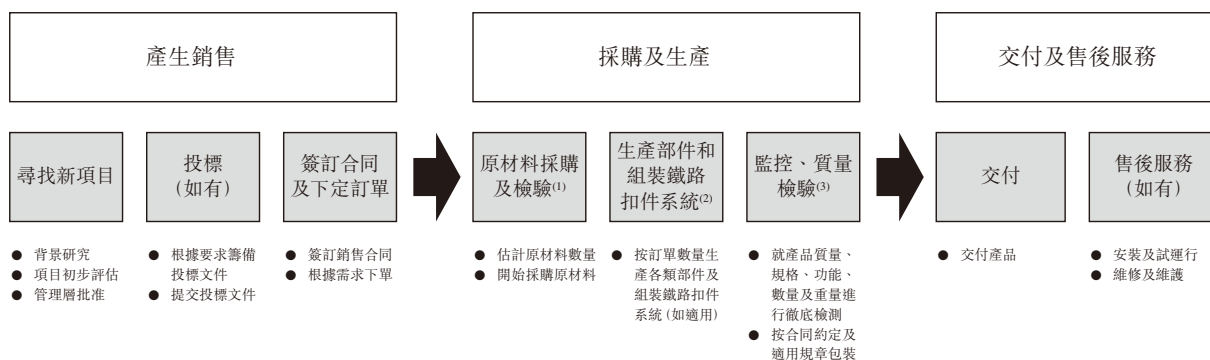 產生銷售
採購及生產
交付及售後服務
尋找新項目
投標
(如有)
簽訂合同
及下定訂單
原材料採購
及檢驗(1)
生產部件和
組裝鐵路
扣件系統(2)
監控、質量
檢驗(3)
交付
售後服務
(如有)
● 背景研究
● 項目初步評估
● 管理層批准
● 根據要求籌備
投標文件
● 提交投標文件
● 簽訂銷售合同
● 根據需求下單
● 估計原材料數量
● 開始採購原材料
● 按訂單數量生
產各類部件及
組裝鐵路扣件
系統(如適用)
● 就產品質量、
規格、功能、
數量及重量進
行徹底檢測
● 按合同約定及
適用規章包裝
● 交付產品
● 安裝及試運行
● 維修及維護